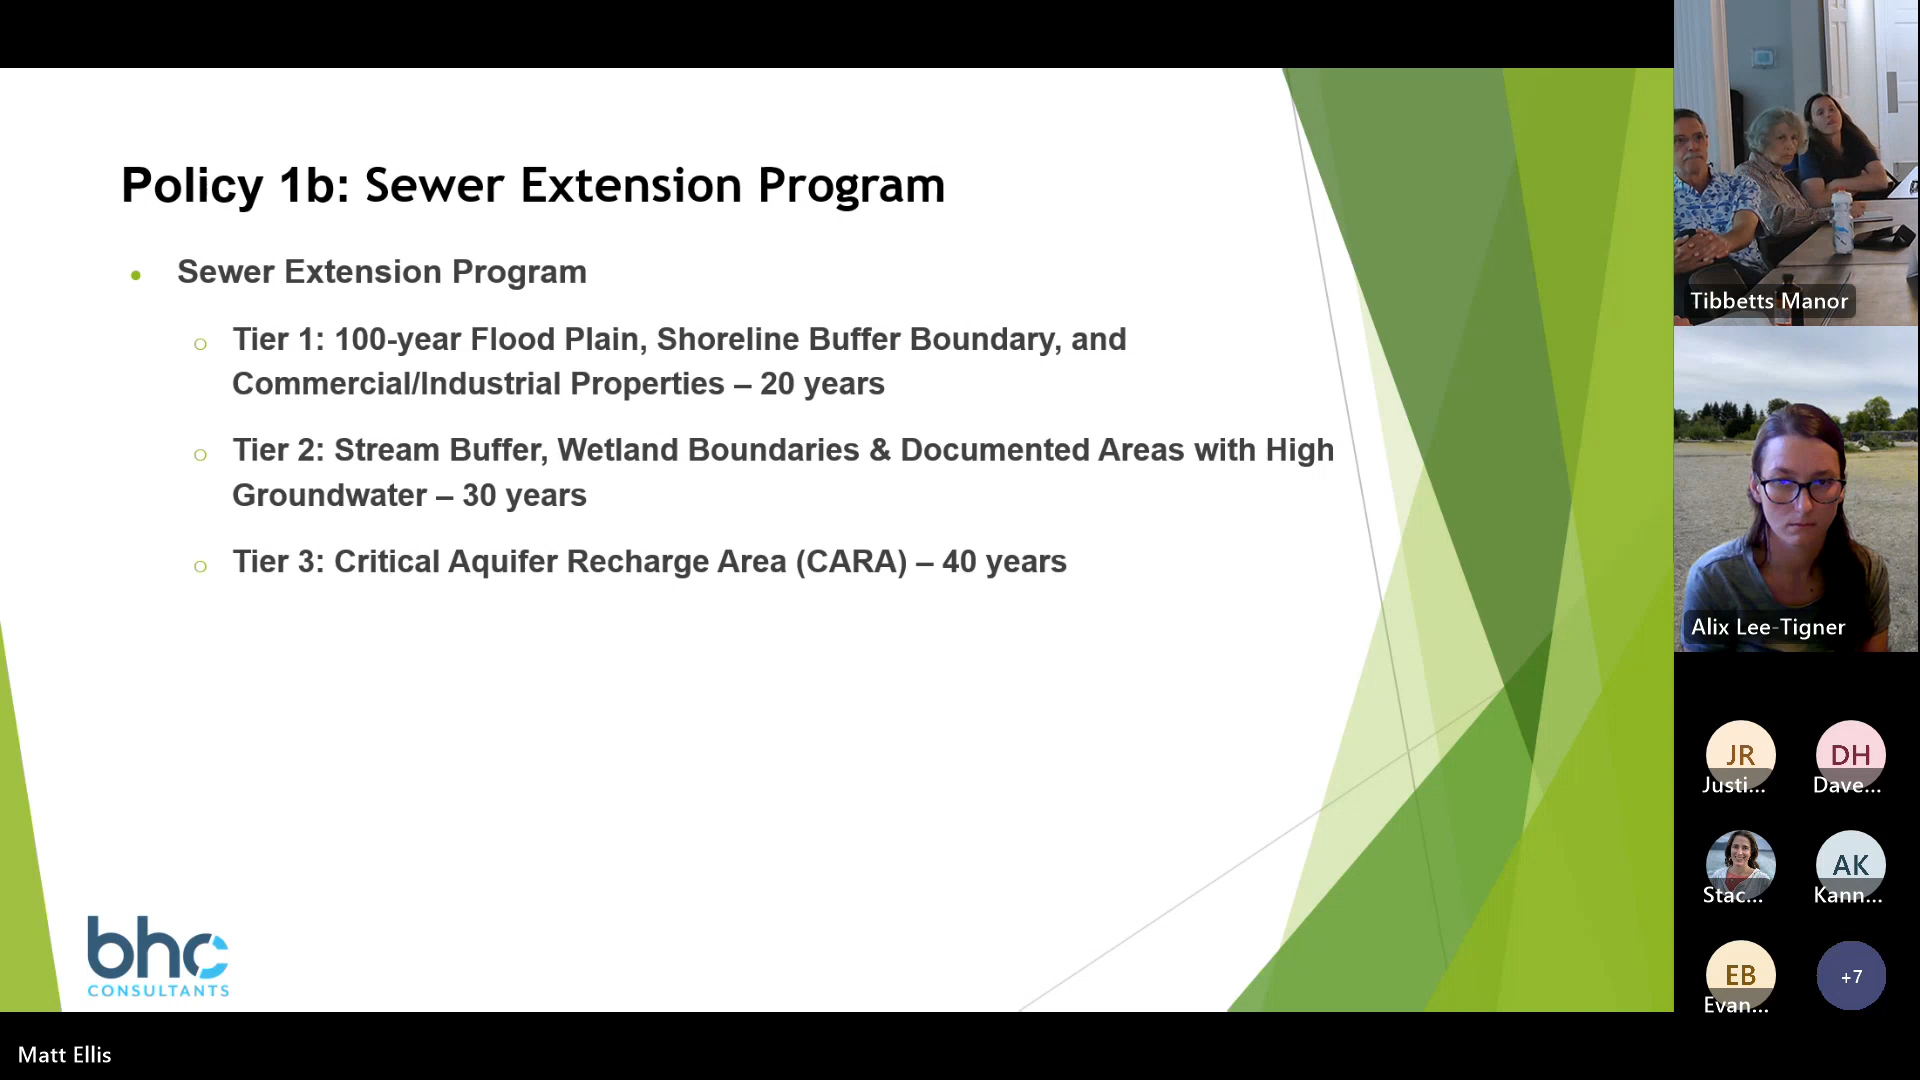 Policy 1b: Sewer Extension Program
Sewer Extension Program
Tier 1: 100-year Flood Plain, Shoreline Buffer Boundary, and
Commercial/Industrial Properties – 20 years
Tier 2: Stream Buffer, Wetland Boundaries & Documented Areas with High
Groundwater – 30 years
Tier 3: Critical Aquifer Recharge Area (CARA) – 40 years
bhc
CONSULTANTS
Matt Ellis
Tibbetts Manor
Alix Lee-Tigner
JR
Justi...
DH
Dave...
Stac...
AK
Kann...
EB
Evan...
+7